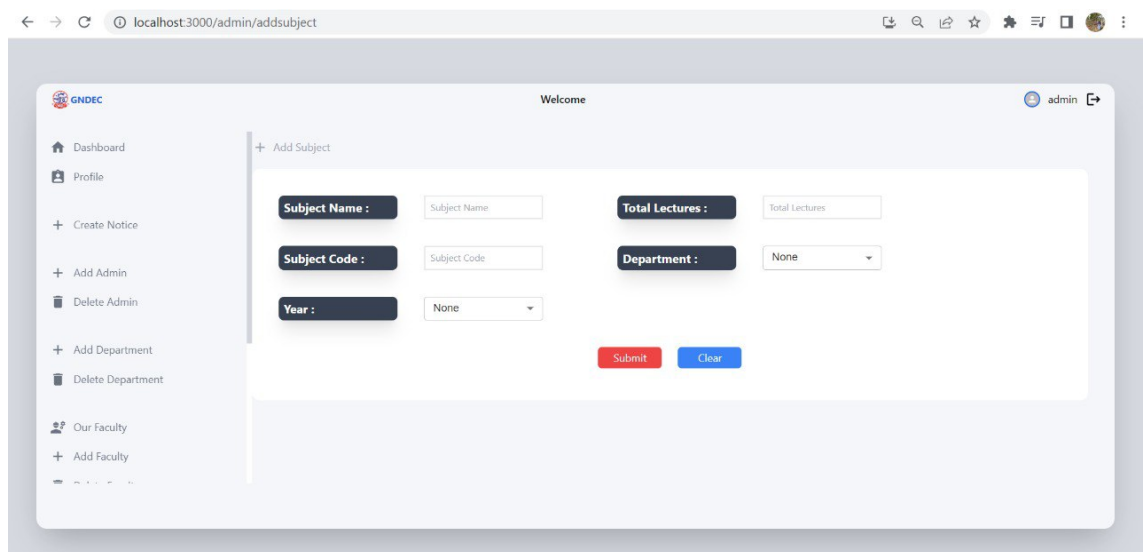 localhost:3000/admin/addsubject
GNDEC
Welcome
admin
Dashboard
Profile
Create Notice
Add Admin
Delete Admin
Add Department
Delete Department
Our Faculty
Add Faculty
+ Add Subject
Subject Name : Subject Name Total Lectures : Total Lectures
Subject Code : Subject Code Department : None
Year : None
Submit Clear